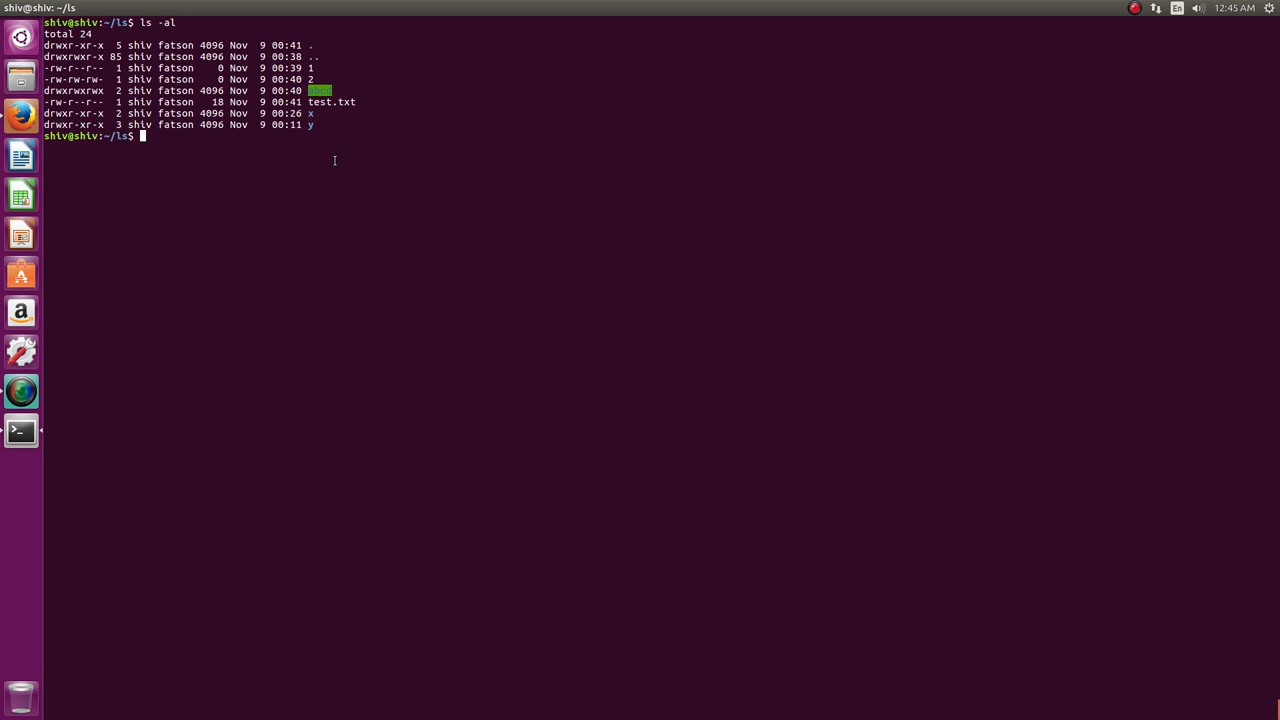 shiv@shiv: ~/ls
En
12:45 AM
shiv@shiv:~/ls$ ls -al
total 24
drwxr-xr-x  5 shiv fatson 4096 Nov  9 00:41 .
drwxrwxr-x 85 shiv fatson 4096 Nov  9 00:38 ..
-rw-r--r--  1 shiv fatson    0 Nov  9 00:39 1
-rw-rw-rw-  1 shiv fatson    0 Nov  9 00:40 2
drwxrwxrwx  2 shiv fatson 4096 Nov  9 00:40
-rw-r--r--  1 shiv fatson   18 Nov  9 00:41 test.txt
drwxr-xr-x  2 shiv fatson 4096 Nov  9 00:26 x
drwxr-xr-x  3 shiv fatson 4096 Nov  9 00:11 y
shiv@shiv:~/ls$